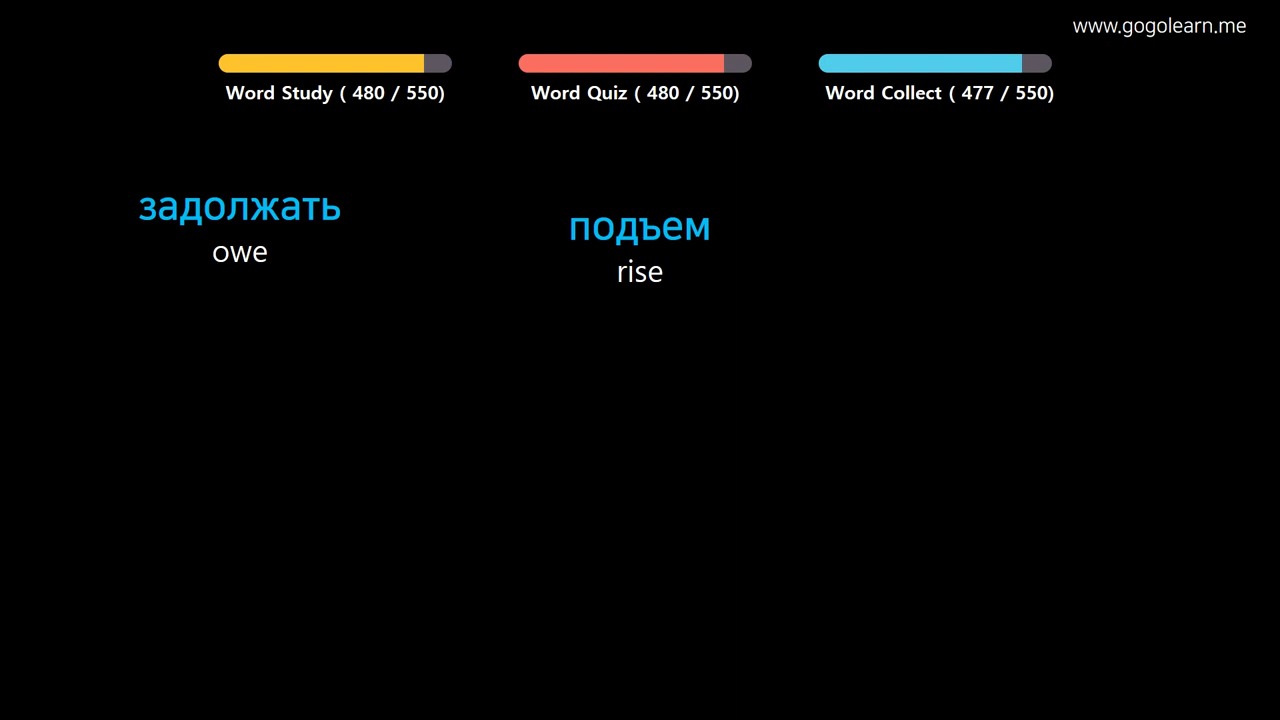 www.gogolearn.me
Word Study ( 480 / 550)
Word Quiz ( 480 / 550)
Word Collect ( 477 / 550)
задолжать
owe
подъем
rise